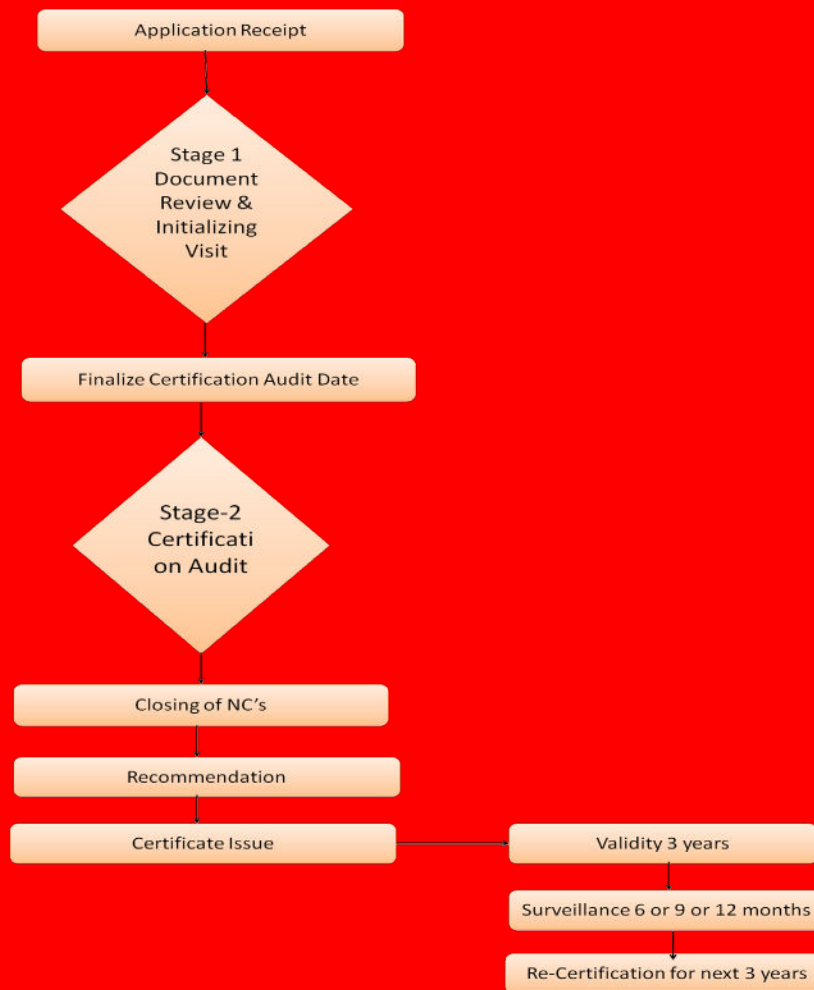 Application Receipt
Stage 1
Document
Review &
Initializing
Visit
Finalize Certification Audit Date
Stage-2
Certificati
on Audit
Closing of NC’s
Recommendation
Certificate Issue
Validity 3 years
Surveillance 6 or 9 or 12 months
Re-Certification for next 3 years